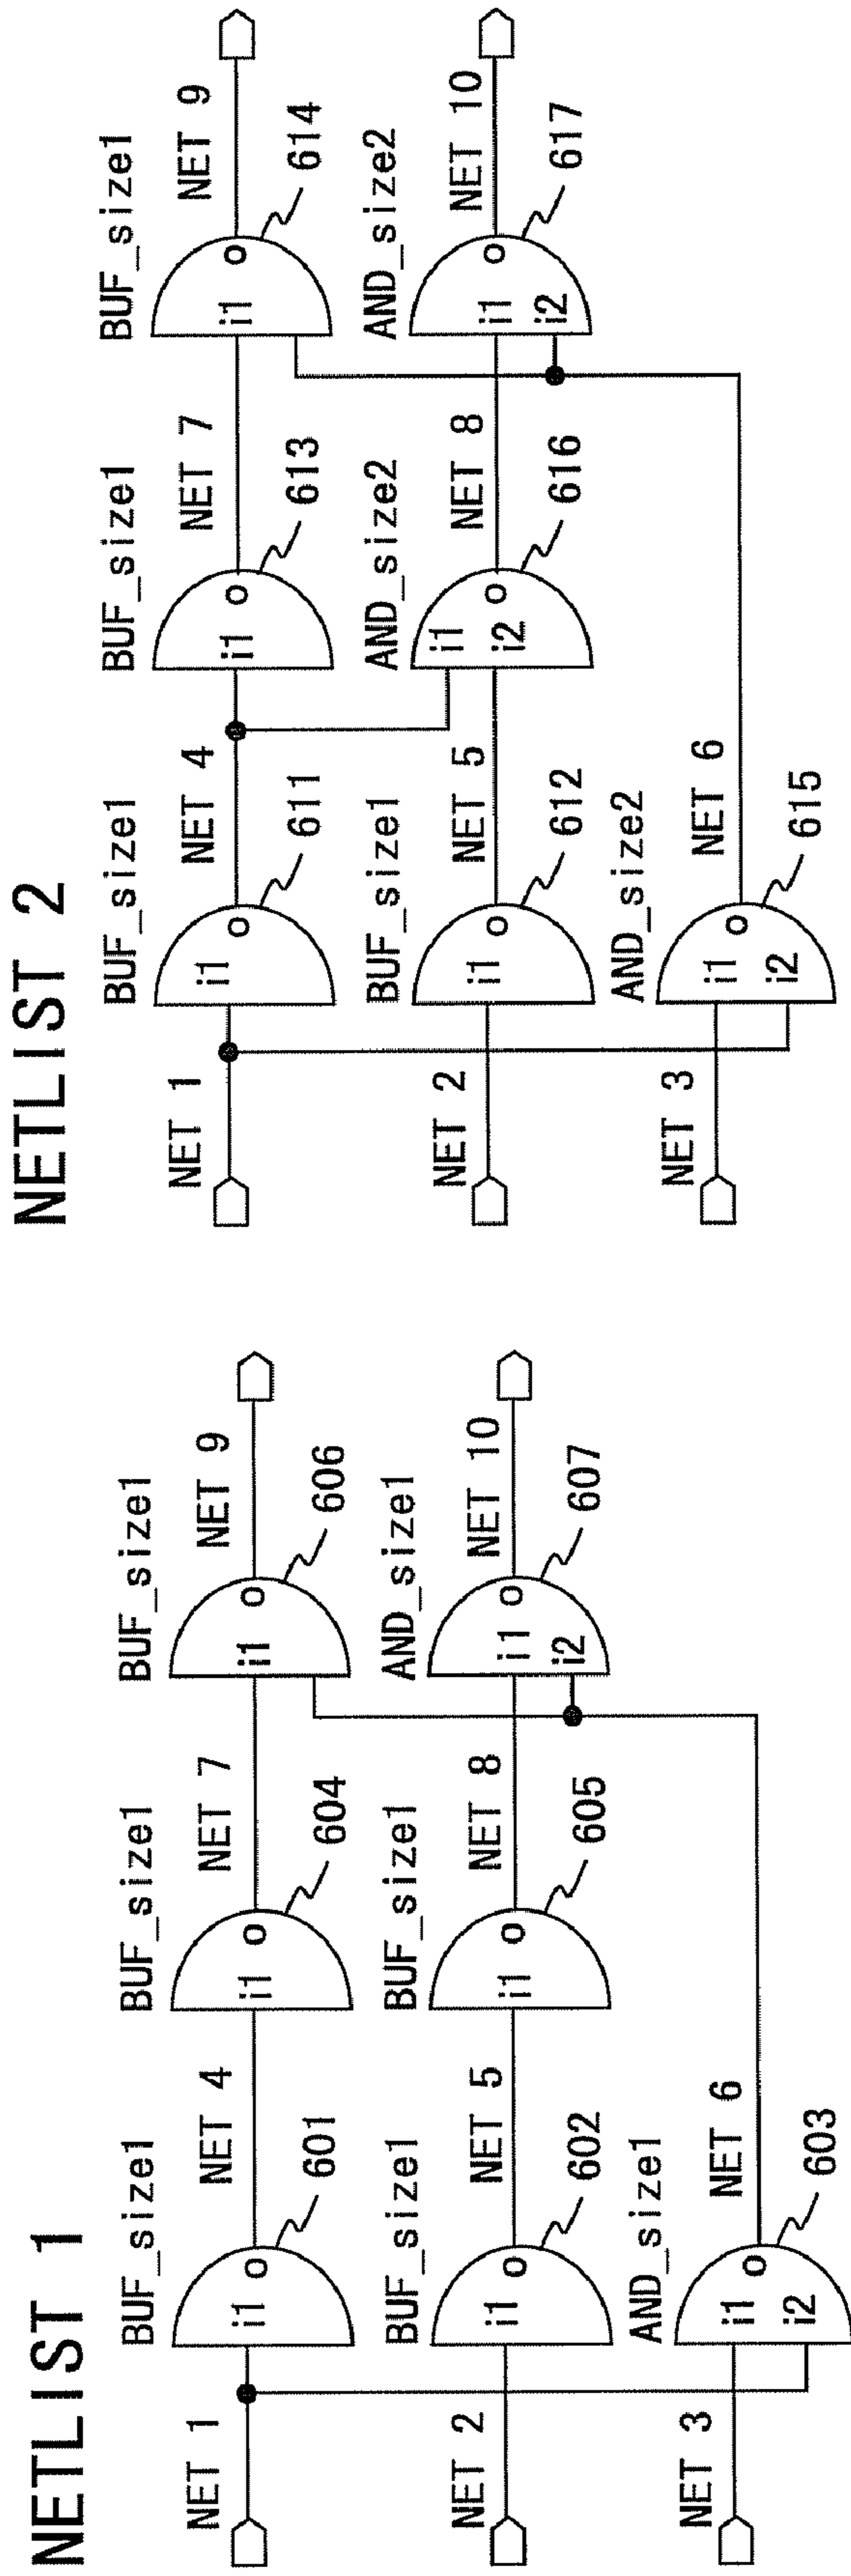 NETLIST 1
BUF_size1
BUF_size1
BUF_size1
NET 1
i1
o
NET 4
i1
o
NET 7
i1
o
NET 9
601
604
606
BUF_size1
BUF_size1
AND_size1
NET 2
i1
o
NET 5
i1
o
NET 8
i1
i2
o
NET 10
602
605
607
AND_size1
NET 3
i1
i2
o
NET 6
603
NETLIST 2
BUF_size1
BUF_size1
BUF_size1
NET 1
i1
o
NET 4
i1
o
NET 7
i1
o
NET 9
611
613
614
BUF_size1
AND_size2
AND_size2
NET 2
i1
o
NET 5
i1
i2
o
NET 8
i1
i2
o
NET 10
612
616
617
AND_size2
NET 3
i1
i2
o
NET 6
615